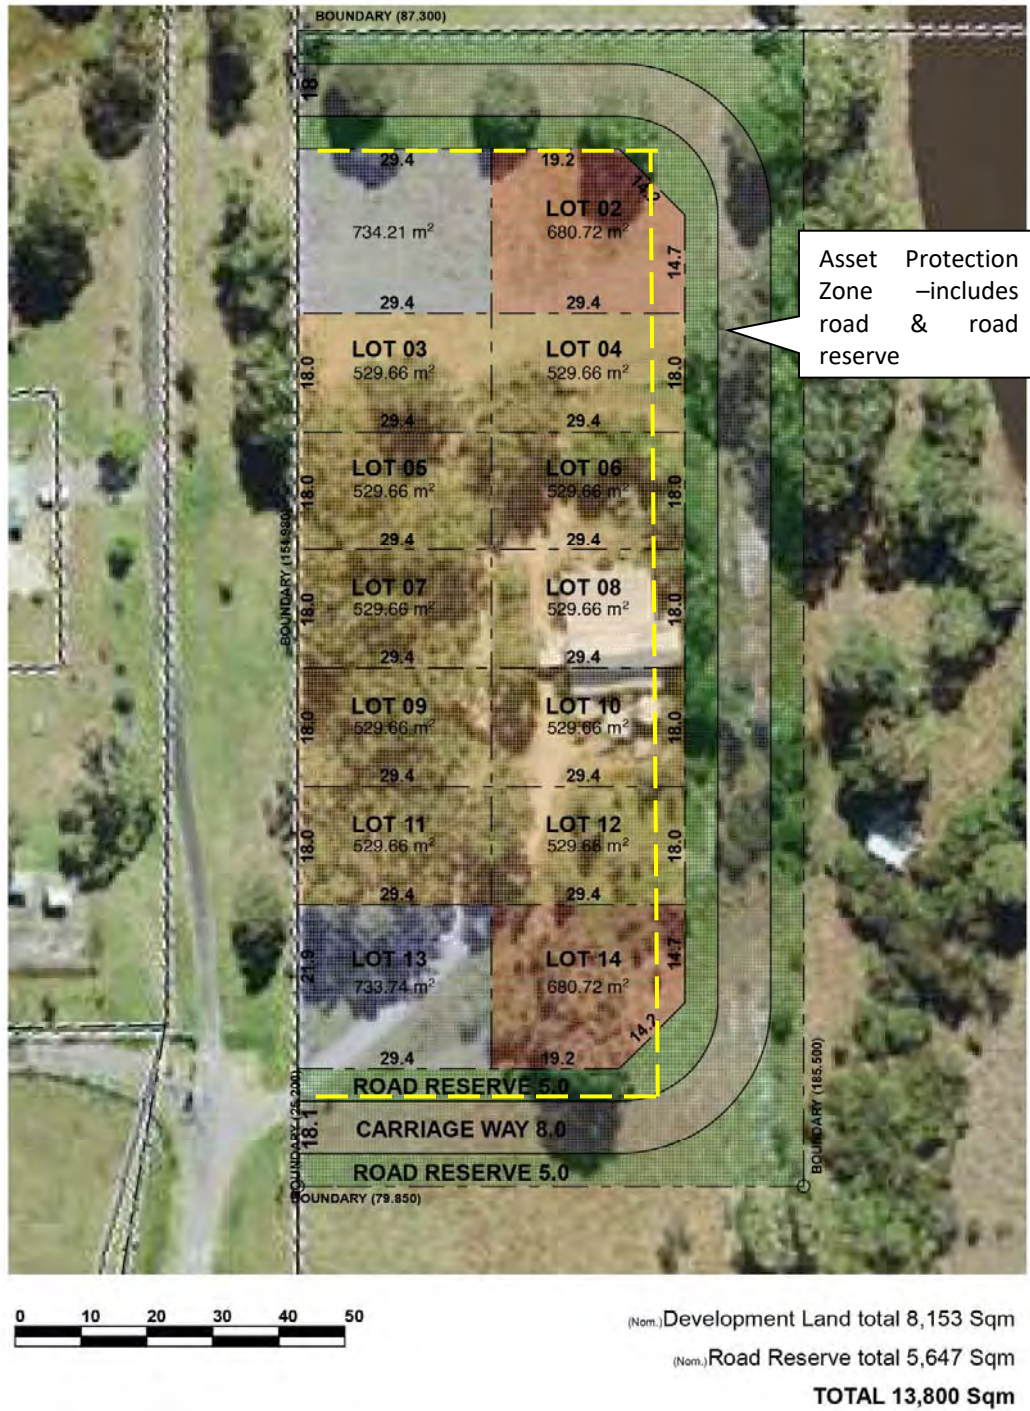 BOUNDARY (87.300)
18.
29.4
19.2
14.2
734.21 m²
LOT 02
680.72 m²
14.7
29.4
29.4
Asset Protection
Zone –includes
road & road
reserve
LOT 03
529.66 m²
18.0
29.4
LOT 04
529.66 m²
18.0
29.4
LOT 05
529.66 m²
18.0
29.4
LOT 06
529.66 m²
18.0
29.4
BOUNDARY (154.980)
LOT 07
529.66 m²
18.0
29.4
LOT 08
529.66 m²
18.0
29.4
LOT 09
529.66 m²
18.0
29.4
LOT 10
529.66 m²
18.0
29.4
LOT 11
529.66 m²
18.0
29.4
LOT 12
529.66 m²
18.0
29.4
LOT 13
733.74 m²
21.9
29.4
LOT 14
680.72 m²
14.7
14.2
19.2
ROAD RESERVE 5.0
BOUNDARY (25.200)
18.1
CARRIAGE WAY 8.0
ROAD RESERVE 5.0
BOUNDARY (185.500)
BOUNDARY (79.850)
0 10 20 30 40 50
(Nom.)Development Land total 8,153 Sqm
(Nom.)Road Reserve total 5,647 Sqm
TOTAL 13,800 Sqm